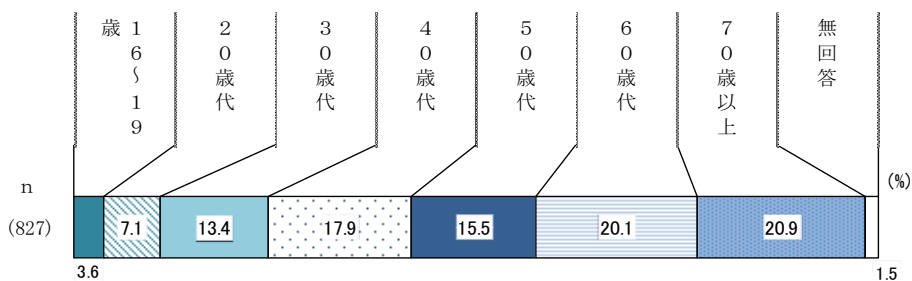 16～19歳
20歳代
30歳代
40歳代
50歳代
60歳代
70歳以上
無回答
n
(%)
(827)
7.1
13.4
17.9
15.5
20.1
20.9
3.6
1.5